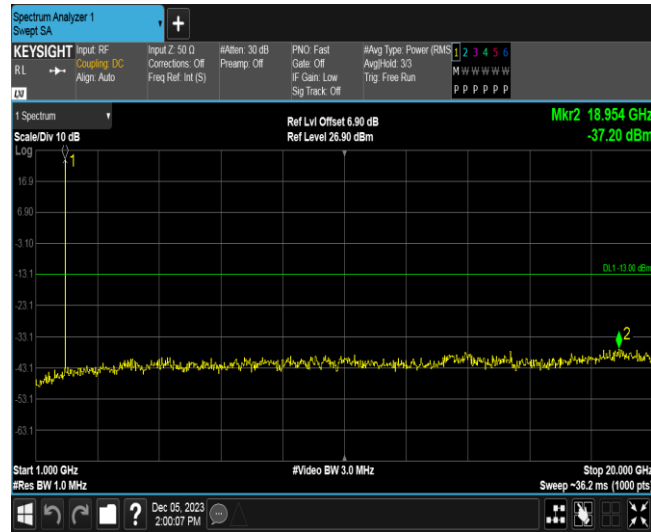 Spectrum Analyzer 1
Swept SA
+
KEYSIGHT Input: RF Input Z: 50 Ω #Atten: 30 dB PNO: Fast #Avg Type: Power (RMS 1 2 3 4 5 6
RL Coupling: DC Corrections: Off Preamp: Off Gate: Off Avg|Hold: 3/3 M W W W W W
Align: Auto Freq Ref: Int (S) IF Gain: Low Trig: Free Run
LXI Sig Track: Off P P P P P P
1 Spectrum Ref Lvl Offset 6.90 dB Mkr2 18.954 GHz
Scale/Div 10 dB Ref Level 26.90 dBm -37.20 dBm
Log
1
16.9
6.90
-3.10
DL1 -13.00 dBm
-13.1
-23.1
2
-33.1
-43.1
-53.1
-63.1
Start 1.000 GHz #Video BW 3.0 MHz Stop 20.000 GHz
#Res BW 1.0 MHz Sweep ~36.2 ms (1000 pts)
? Dec 05, 2023
2:00:07 PM